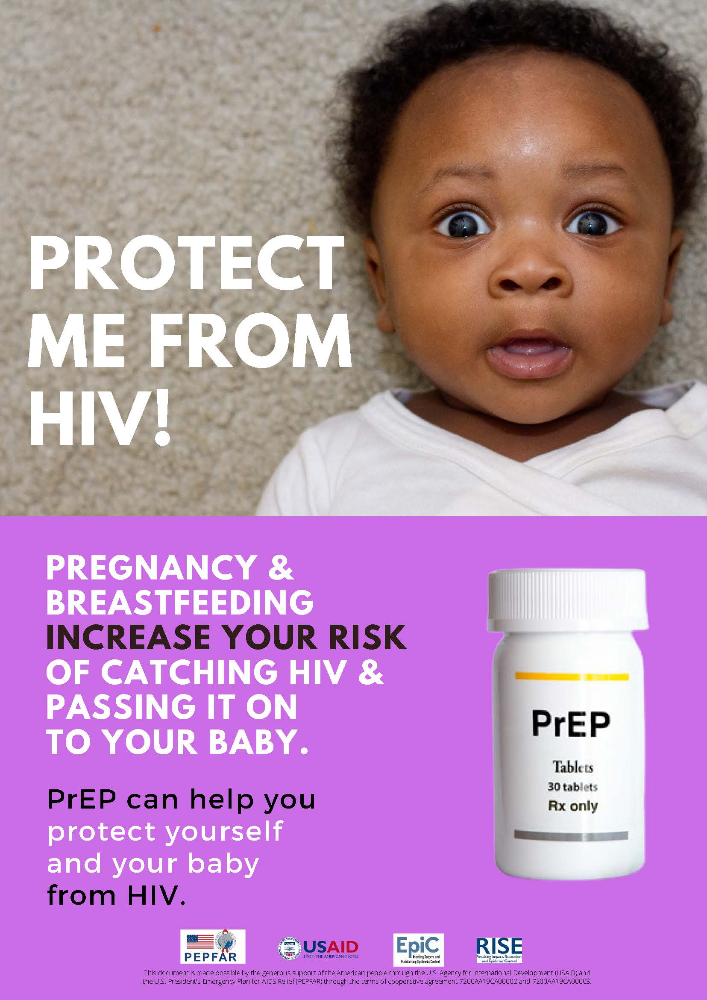 PROTECT
ME FROM
HIV!
PREGNANCY &
BREASTFEEDING
INCREASE YOUR RISK
OF CATCHING HIV &
PASSING IT ON
TO YOUR BABY.
PrEP can help you
protect yourself
and your baby
from HIV.
PrEP
Tablets
30 tablets
Rx only
PEPFAR
USAID
USAID
FROM THE AMERICAN PEOPLE
EpiC
Meeting Targets and
Maintaining Epidemic Control
RISE
Reaching Impact, Saturation,
and Epidemic Control
This document is made possible by the generous support of the American people through the U.S. Agency for International Development (USAID) and
the U.S. President's Emergency Plan for AIDS Relief (PEPFAR) through the terms of cooperative agreement 7200AA19CA00002 and 7200AA19CA00003.